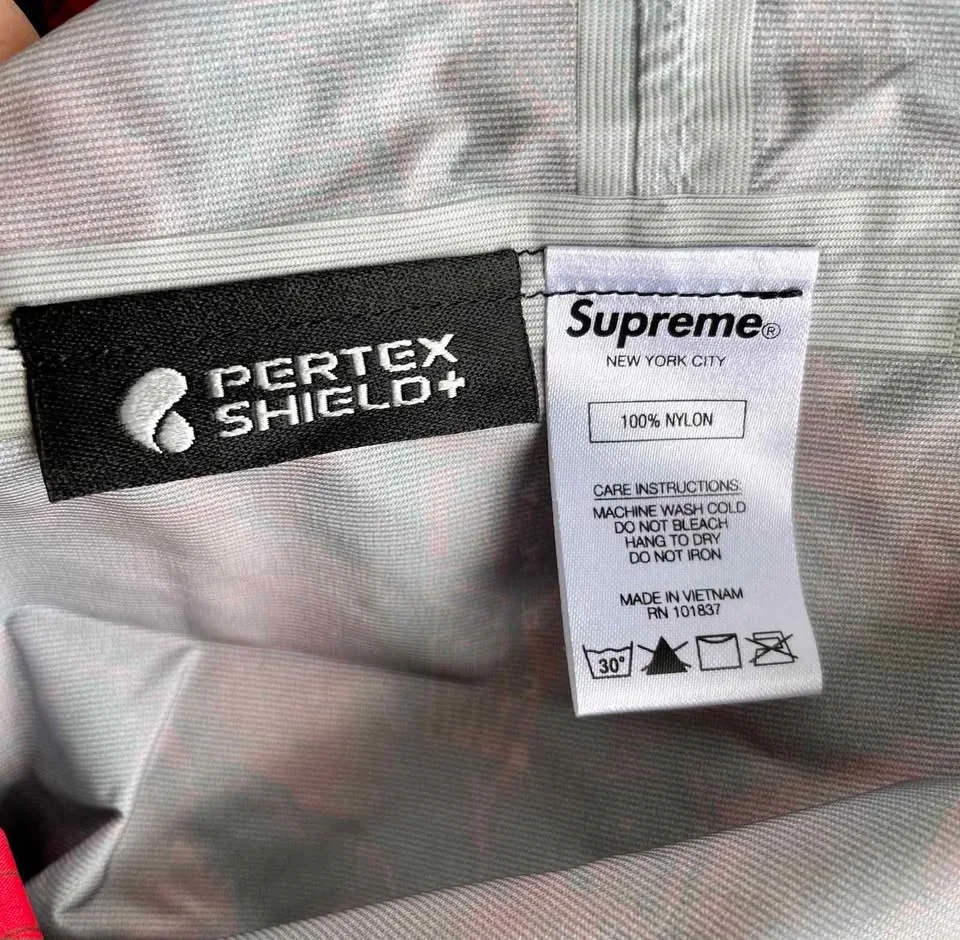 PERTEX
SHIELD+
Supreme®
NEW YORK CITY
100% NYLON
CARE INSTRUCTIONS:
MACHINE WASH COLD
DO NOT BLEACH
HANG TO DRY
DO NOT IRON
MADE IN VIETNAM
RN 101837
30°